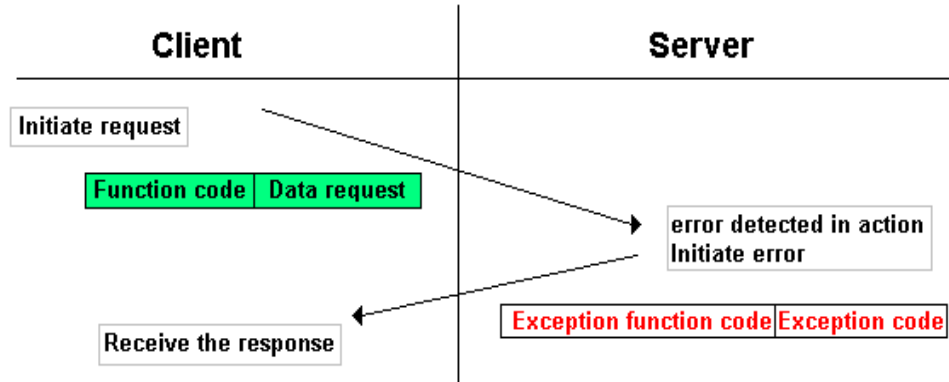 Client
Server
Initiate request
Function code Data request
error detected in action
Initiate error
Exception function code Exception code
Receive the response